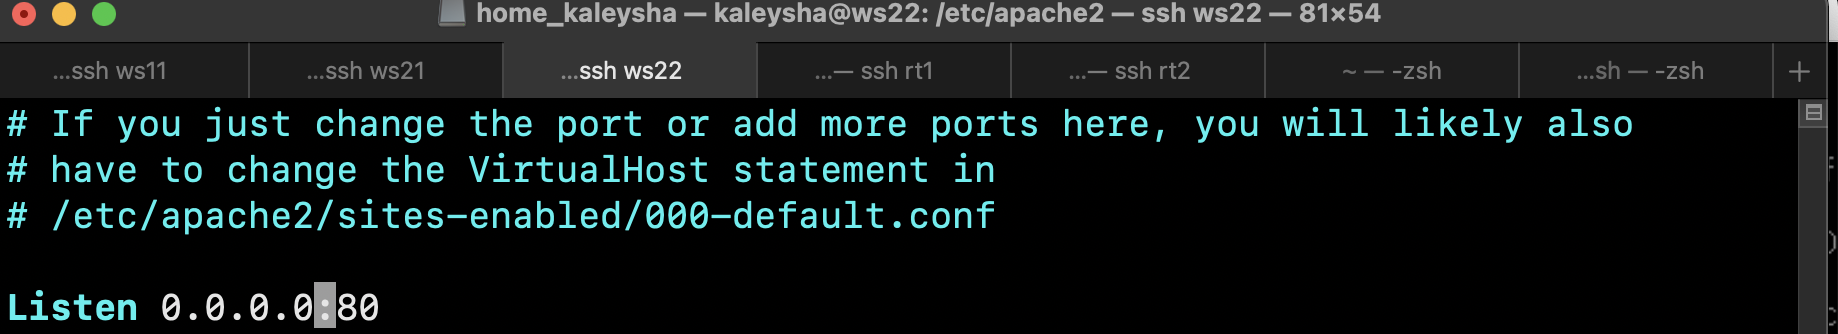 home_kaleysha — kaleysha@ws22: /etc/apache2 — ssh ws22 — 81×54
...ssh ws11 ...ssh ws21 ...ssh ws22 ...— ssh rt1 ...— ssh rt2 ~ — -zsh ...sh — -zsh +
# If you just change the port or add more ports here, you will likely also
# have to change the VirtualHost statement in
# /etc/apache2/sites-enabled/000-default.conf
Listen 0.0.0.0:80